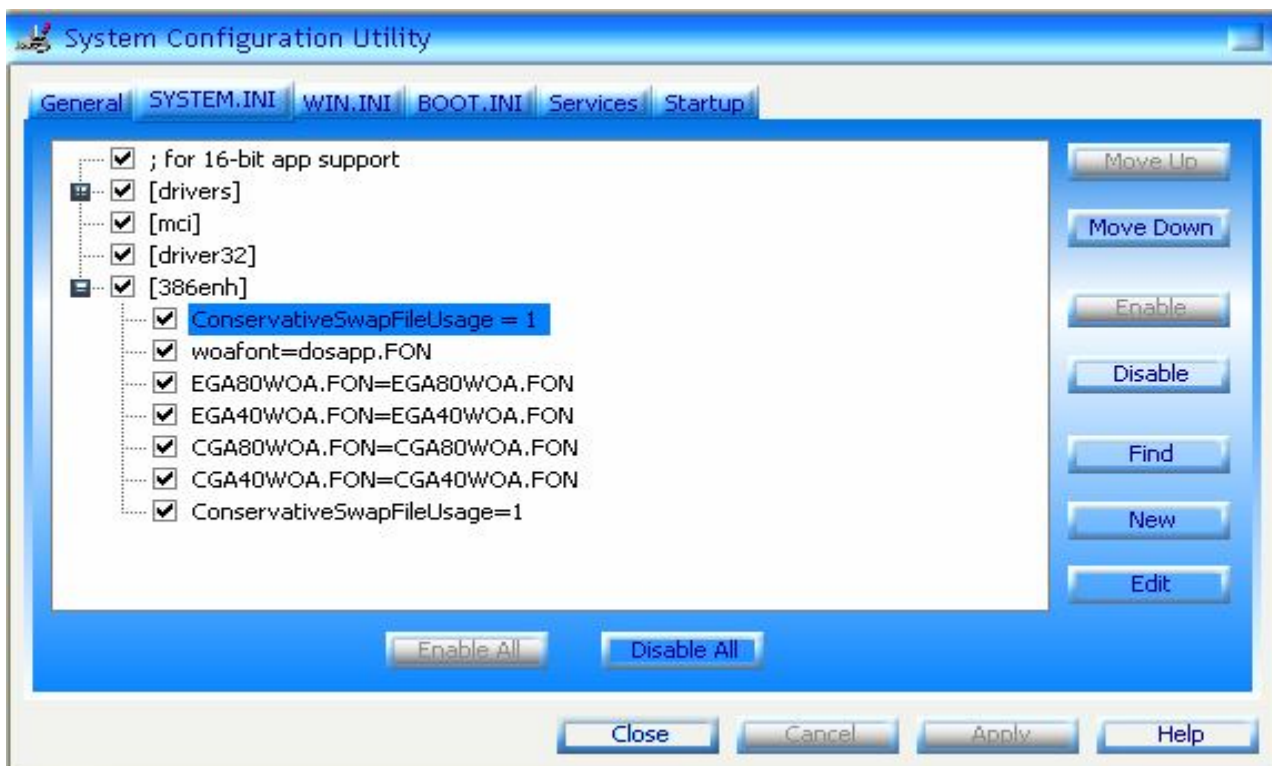 System Configuration Utility
General SYSTEM.INI WIN.INI BOOT.INI Services Startup
; for 16-bit app support
[drivers]
[mci]
[driver32]
[386enh]
ConservativeSwapFileUsage = 1
woafont=dosapp.FON
EGA80WOA.FON=EGA80WOA.FON
EGA40WOA.FON=EGA40WOA.FON
CGA80WOA.FON=CGA80WOA.FON
CGA40WOA.FON=CGA40WOA.FON
ConservativeSwapFileUsage=1
Move Up
Move Down
Enable
Disable
Find
New
Edit
Enable All Disable All
Close Cancel Apply Help